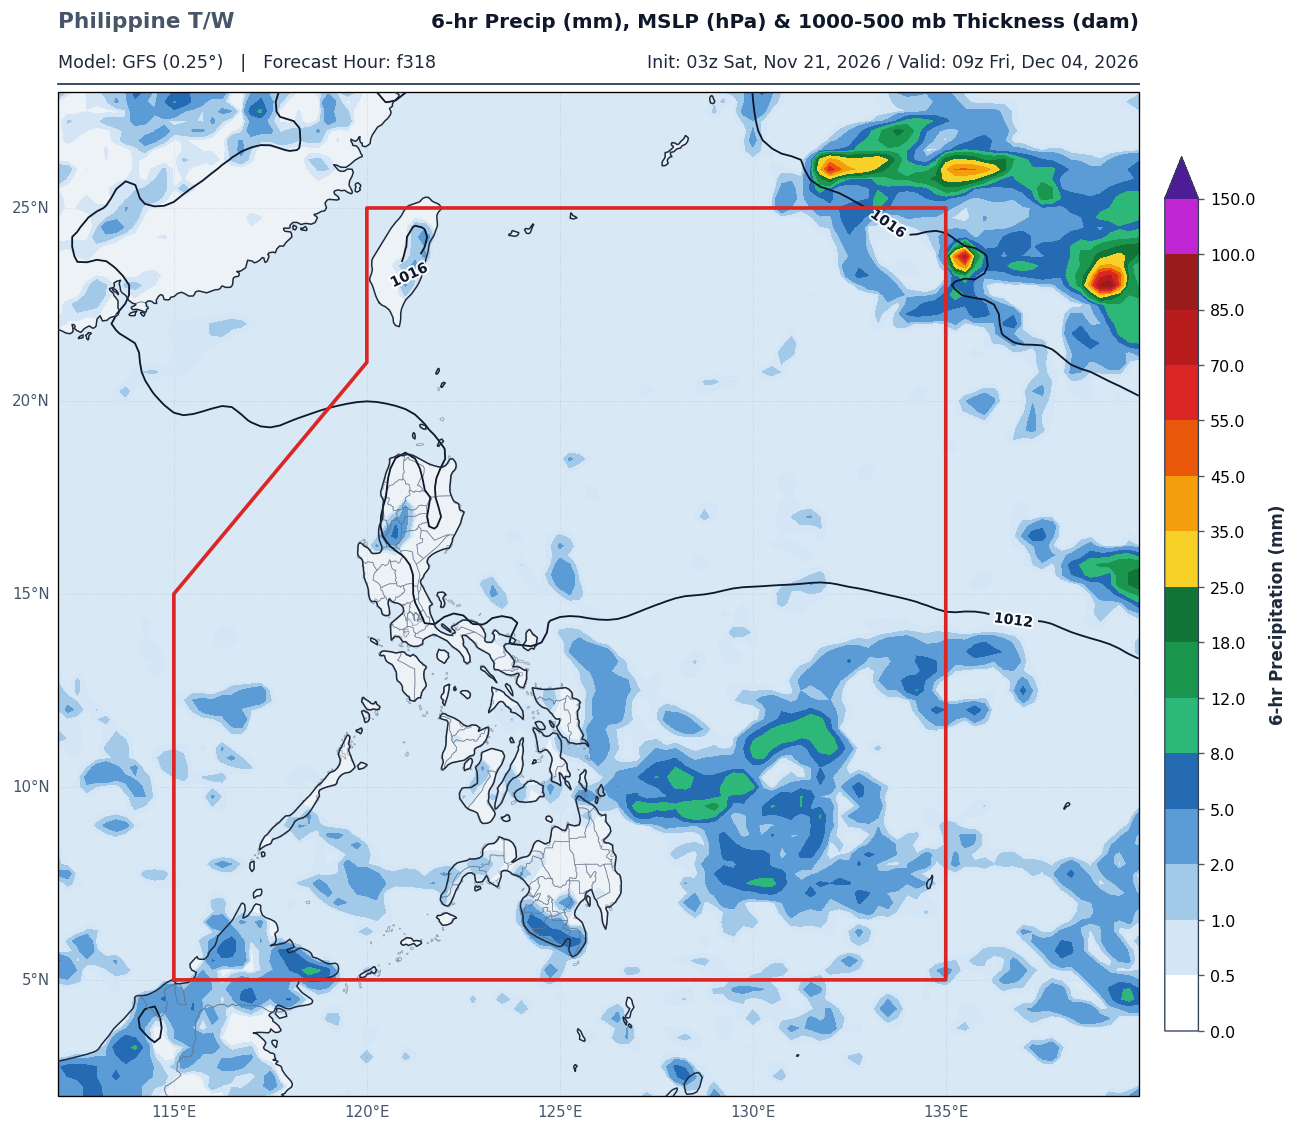 Philippine T/W
6-hr Precip (mm), MSLP (hPa) & 1000-500 mb Thickness (dam)
Model: GFS (0.25°) | Forecast Hour: f318
Init: 03z Sat, Nov 21, 2026 / Valid: 09z Fri, Dec 04, 2026
25°N
20°N
15°N
10°N
5°N
1016
1016
1012
115°E
120°E
125°E
130°E
135°E
150.0
100.0
85.0
70.0
55.0
45.0
35.0
25.0
18.0
12.0
8.0
5.0
2.0
1.0
0.5
0.0
6-hr Precipitation (mm)